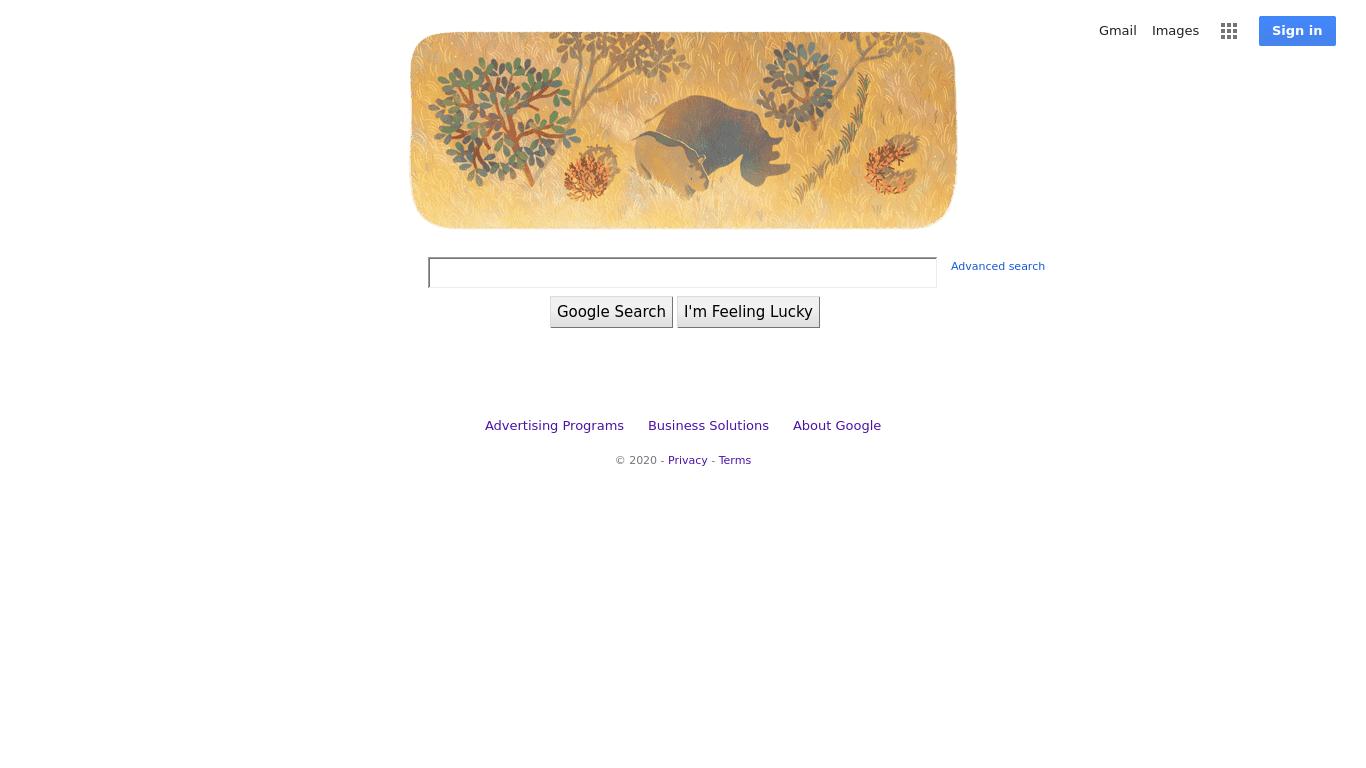 Gmail Images Sign in
Advanced search
Google Search I'm Feeling Lucky
Advertising Programs Business Solutions About Google
© 2020 - Privacy - Terms